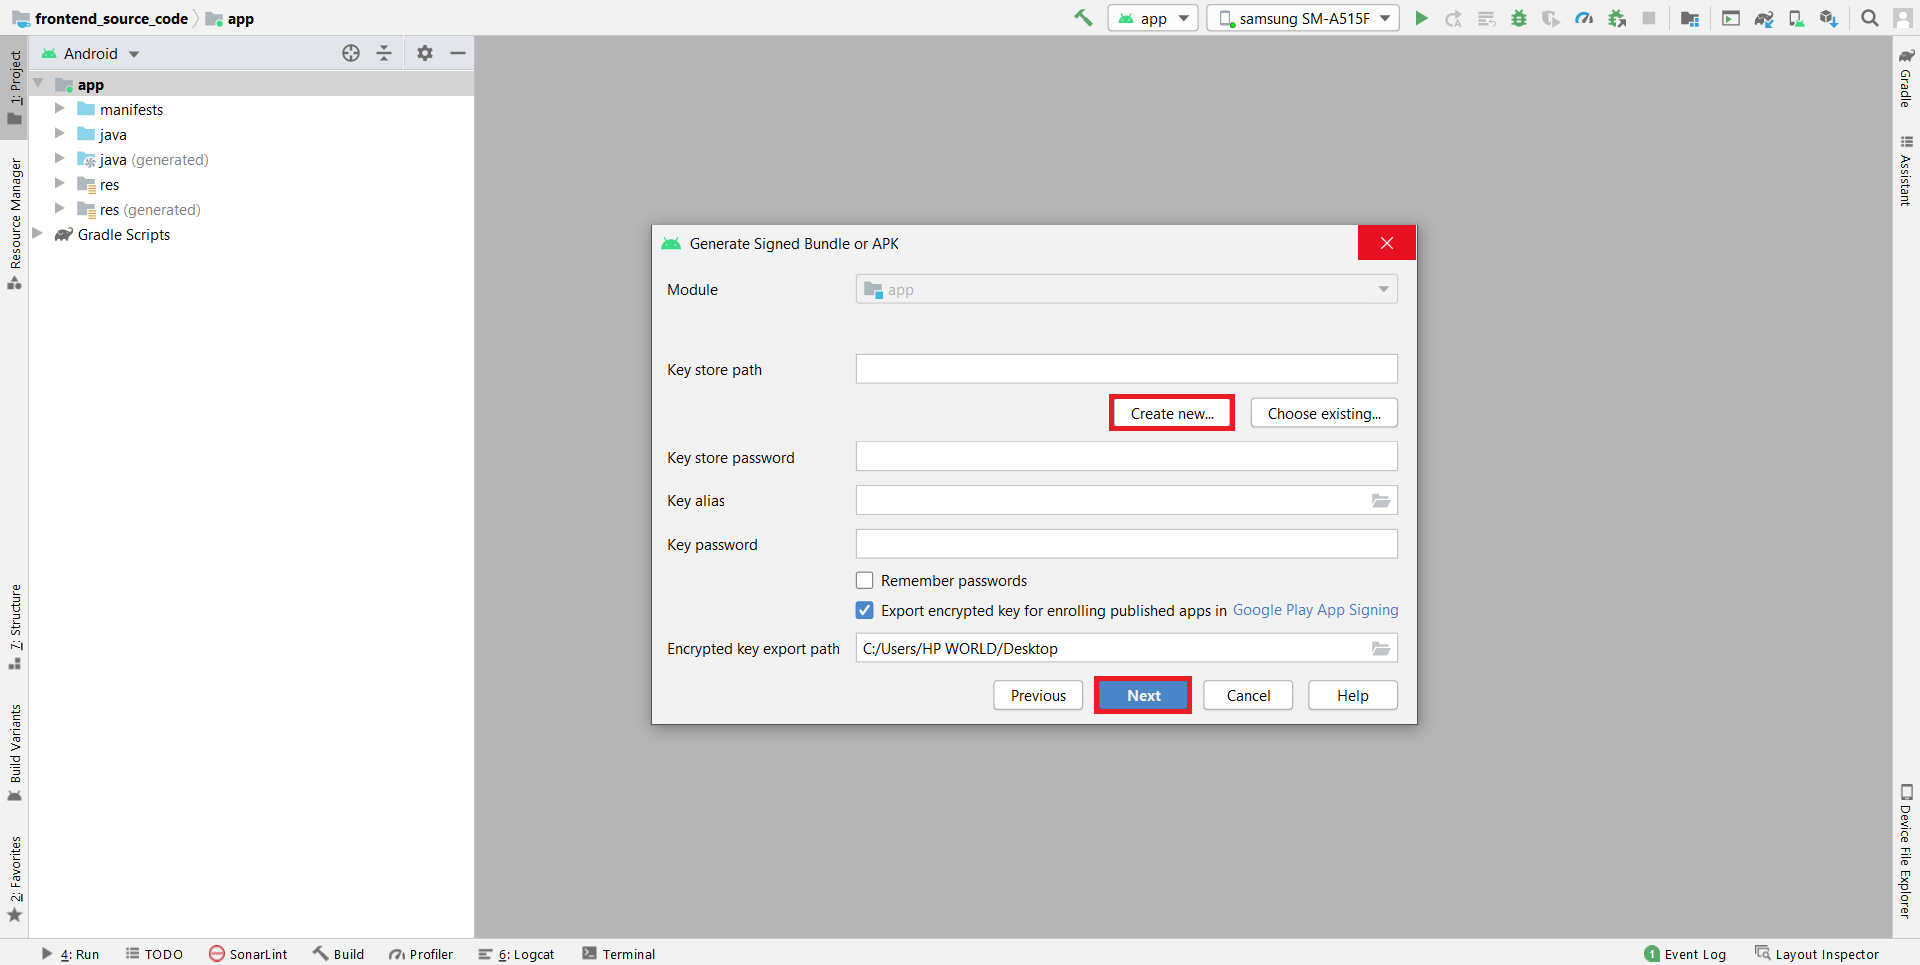 frontend_source_code app
app
samsung SM-A515F
1: Project
Resource Manager
7: Structure
Build Variants
2: Favorites
Android
app
manifests
java
java (generated)
res
res (generated)
Gradle Scripts
Generate Signed Bundle or APK
Module
app
Key store path
Create new...
Choose existing...
Key store password
Key alias
Key password
Remember passwords
Export encrypted key for enrolling published apps in Google Play App Signing
Encrypted key export path
C:/Users/HP WORLD/Desktop
Previous
Next
Cancel
Help
Gradle
Assistant
Device File Explorer
4: Run
TODO
SonarLint
Build
Profiler
6: Logcat
Terminal
1 Event Log
Layout Inspector